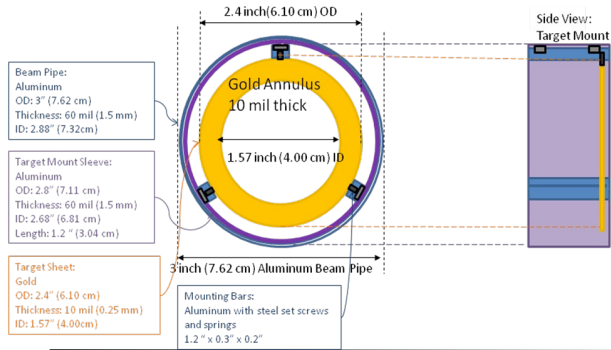 2.4 inch(6.10 cm) OD
Side View:
Target Mount
Beam Pipe:
Aluminum
OD: 3" (7.62 cm)
Thickness: 60 mil (1.5 mm)
ID: 2.88" (7.32cm)
Gold Annulus
10 mil thick
1.57 inch (4.00 cm) ID
Target Mount Sleeve:
Aluminum
OD: 2.8" (7.11 cm)
Thickness: 60 mil (1.5 mm)
ID: 2.68" (6.81 cm)
Length: 1.2 " (3.04 cm)
3 inch (7.62 cm) Aluminum Beam Pipe
Target Sheet:
Gold
OD: 2.4" (6.10 cm)
Thickness: 10 mil (0.25 mm)
ID: 1.57" (4.00cm)
Mounting Bars:
Aluminum with steel set screws
and springs
1.2 " x 0.3" x 0.2"